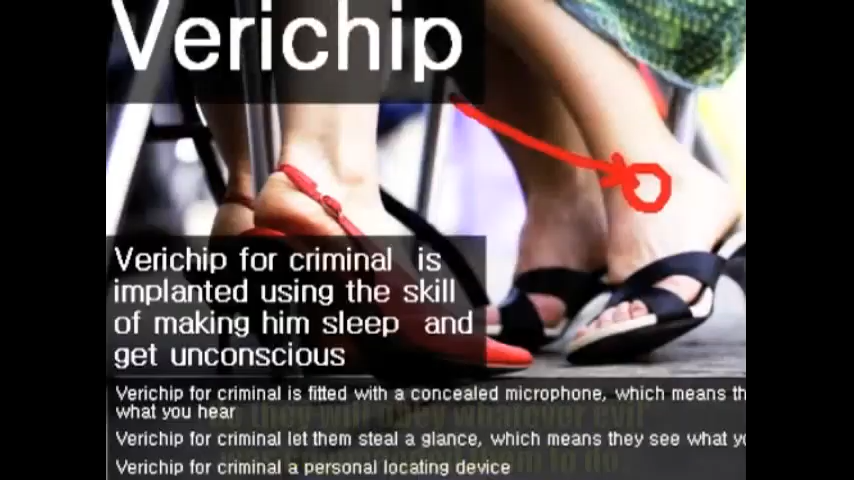 Verichip
Verichip for criminal is
implanted using the skill
of making him sleep and
get unconscious
Verichip for criminal is fitted with a concealed microphone, which means th
what you hear
Verichip for criminal let them steal a glance, which means they see what yo
Verichip for criminal a personal locating device